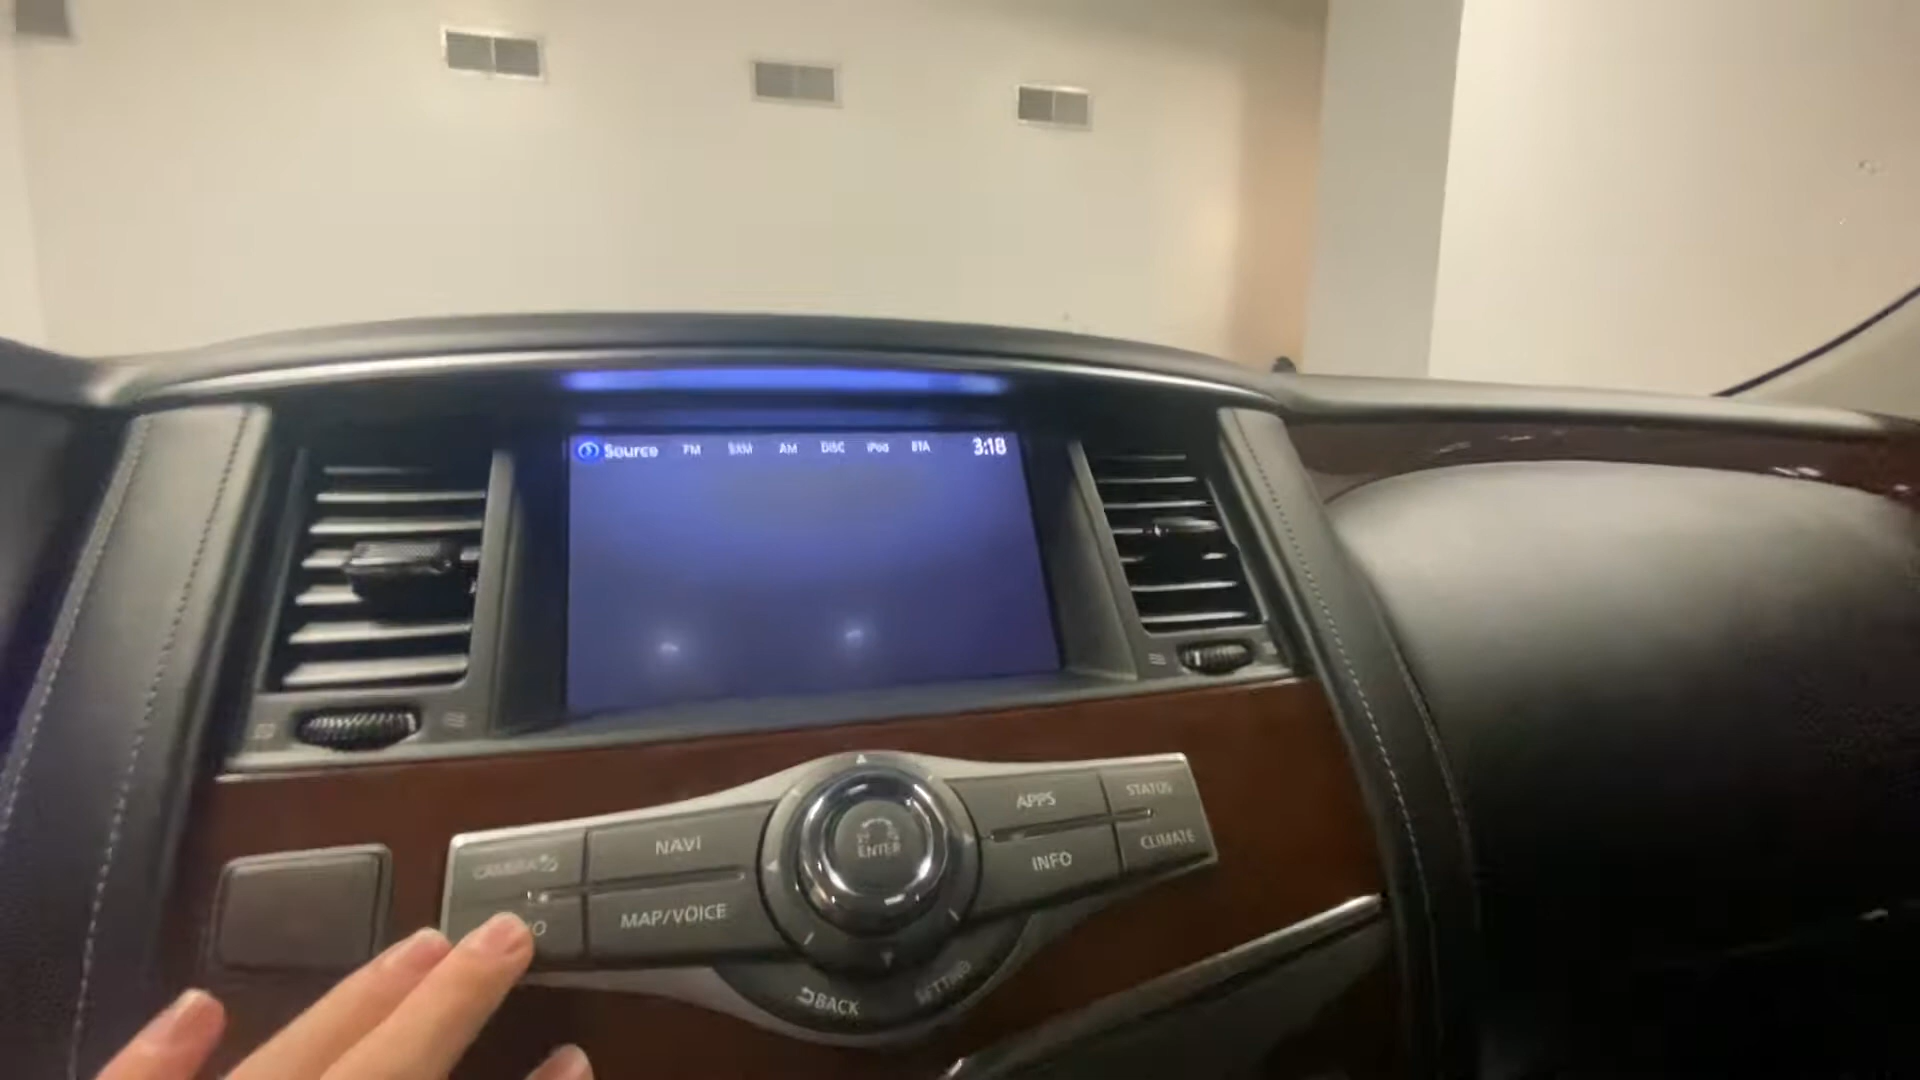 Source FM SXM AM DISC iPod BTA 3:18
CAMERA
NAVI
MAP/VOICE
ENTER
APPS
STATUS
INFO
CLIMATE
BACK
SETTING